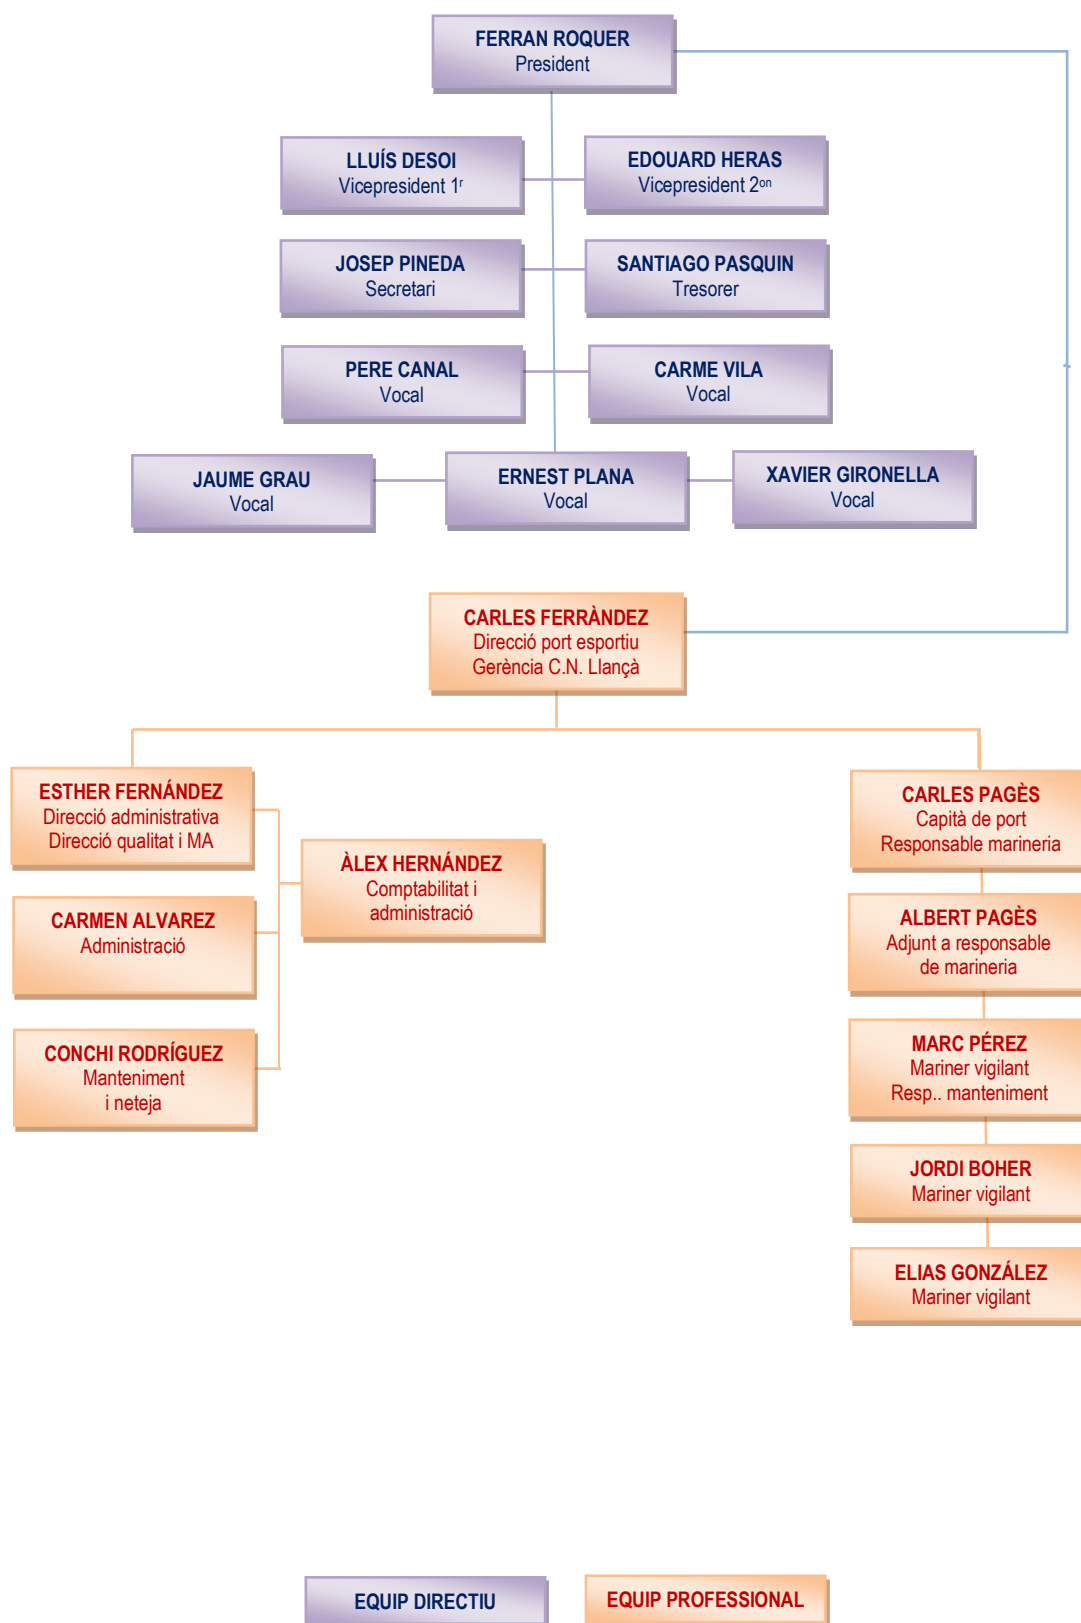 FERRAN ROQUER
President
LLUÍS DESOI
Vicepresident 1r
EDOUARD HERAS
Vicepresident 2on
JOSEP PINEDA
Secretari
SANTIAGO PASQUIN
Tresorer
PERE CANAL
Vocal
CARME VILA
Vocal
JAUME GRAU
Vocal
ERNEST PLANA
Vocal
XAVIER GIRONELLA
Vocal
CARLES FERRÀNDEZ
Direcció port esportiu
Gerència C.N. Llançà
ESTHER FERNÁNDEZ
Direcció administrativa
Direcció qualitat i MA
ÀLEX HERNÁNDEZ
Comptabilitat i
administració
CARMEN ALVAREZ
Administració
CONCHI RODRÍGUEZ
Manteniment
i neteja
CARLES PAGÈS
Capità de port
Responsable marineria
ALBERT PAGÈS
Adjunt a responsable
de marineria
MARC PÉREZ
Mariner vigilant
Resp.. manteniment
JORDI BOHER
Mariner vigilant
ELIAS GONZÁLEZ
Mariner vigilant
EQUIP DIRECTIU
EQUIP PROFESSIONAL